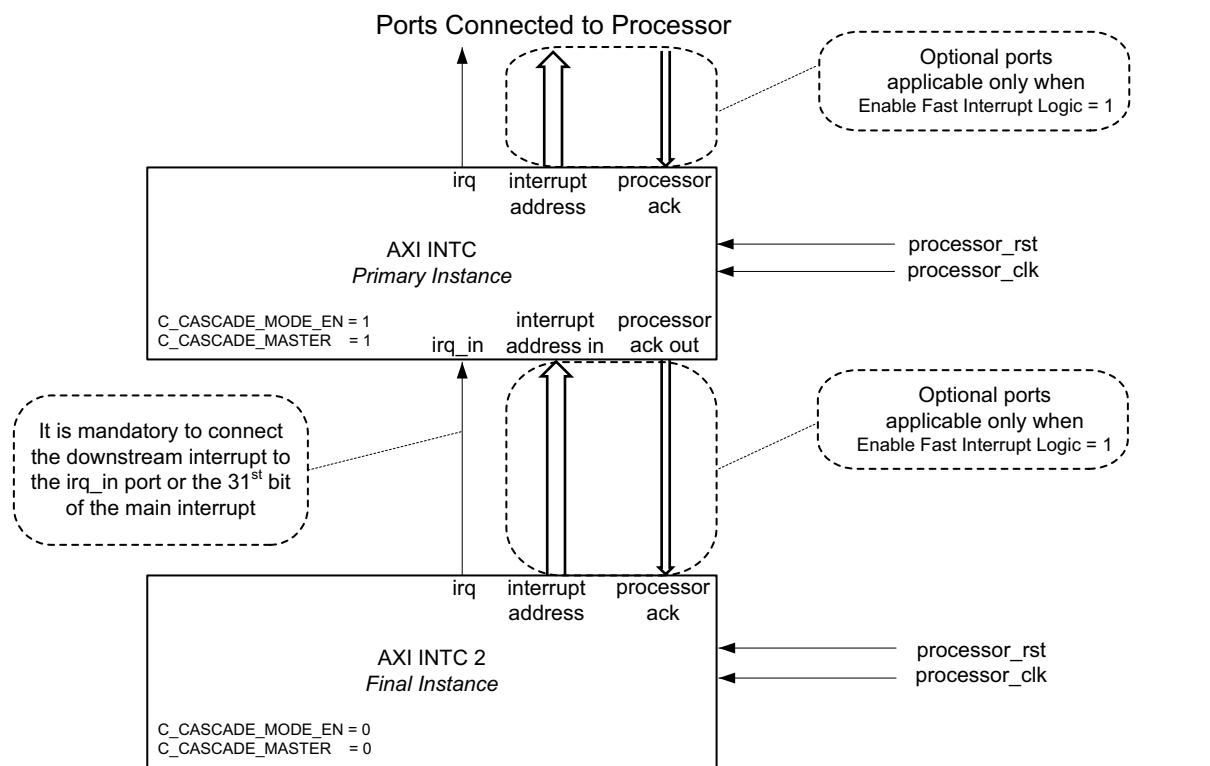 Ports Connected to Processor
Optional ports
applicable only when
Enable Fast Interrupt Logic = 1
irq
interrupt
address
processor
ack
AXI INTC
Primary Instance
processor_rst
processor_clk
C_CASCADE_MODE_EN = 1
C_CASCADE_MASTER = 1
irq_in
interrupt
address in
processor
ack out
It is mandatory to connect
the downstream interrupt to
the irq_in port or the 31st bit
of the main interrupt
Optional ports
applicable only when
Enable Fast Interrupt Logic = 1
irq
interrupt
address
processor
ack
AXI INTC 2
Final Instance
processor_rst
processor_clk
C_CASCADE_MODE_EN = 0
C_CASCADE_MASTER = 0